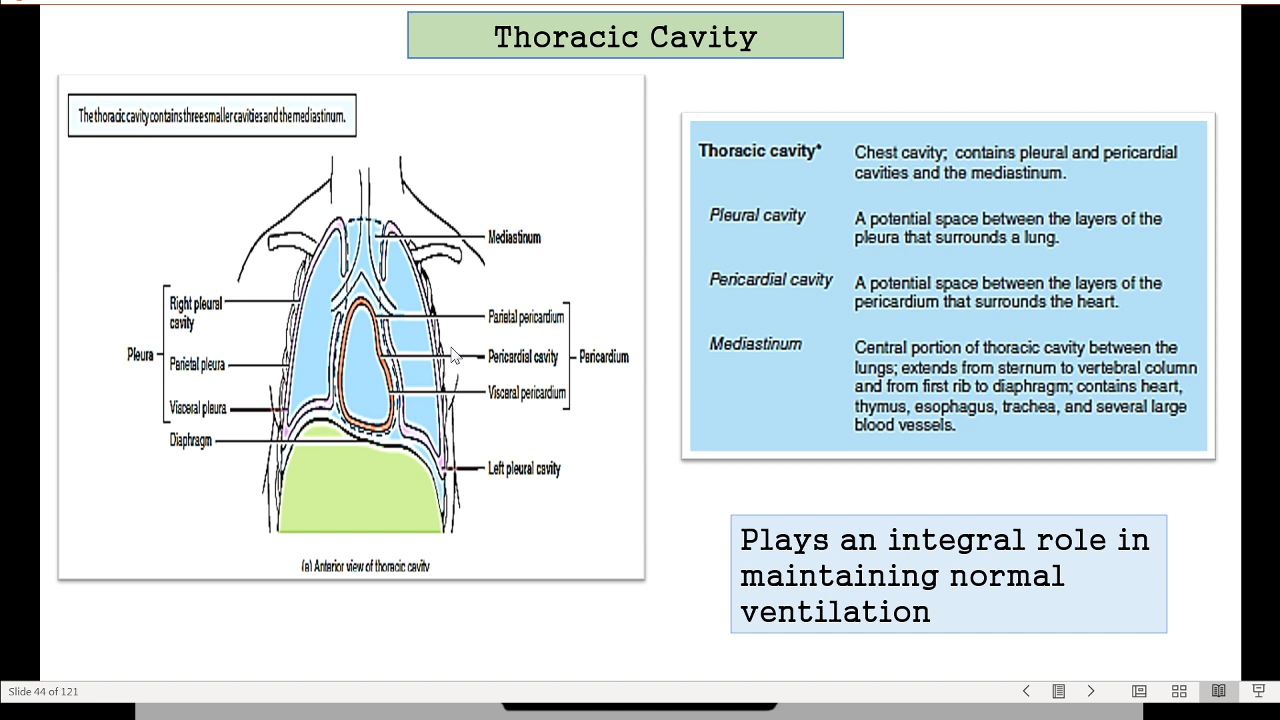 Thoracic Cavity
The thoracic cavity contains three smaller cavities and the mediastinum.
Mediastinum
Right pleural
cavity
Parietal pericardium
Pleura
Parietal pleura
Pericardial cavity
Pericardium
Visceral pleura
Visceral pericardium
Diaphragm
Left pleural cavity
(a) Anterior view of thoracic cavity
Thoracic cavity* Chest cavity; contains pleural and pericardial
cavities and the mediastinum.
Pleural cavity A potential space between the layers of the
pleura that surrounds a lung.
Pericardial cavity A potential space between the layers of the
pericardium that surrounds the heart.
Mediastinum Central portion of thoracic cavity between the
lungs; extends from sternum to vertebral column
and from first rib to diaphragm; contains heart,
thymus, esophagus, trachea, and several large
blood vessels.
Plays an integral role in
maintaining normal
ventilation
Slide 44 of 121